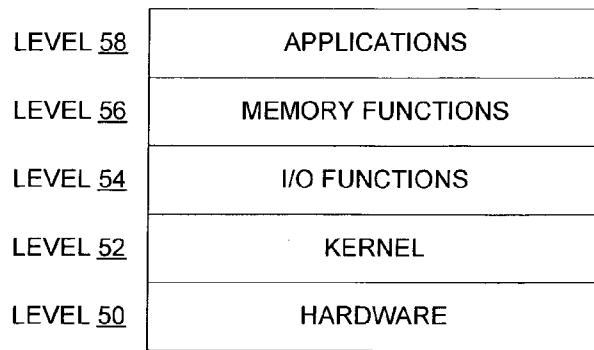 LEVEL 58 APPLICATIONS
LEVEL 56 MEMORY FUNCTIONS
LEVEL 54 I/O FUNCTIONS
LEVEL 52 KERNEL
LEVEL 50 HARDWARE